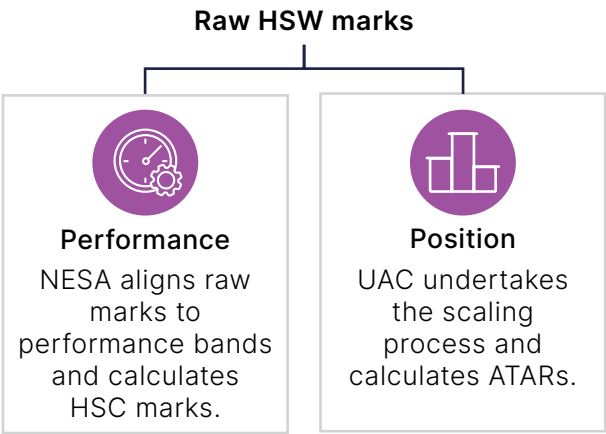 Raw HSW marks
Performance
NESA aligns raw
marks to
performance bands
and calculates
HSC marks.
Position
UAC undertakes
the scaling
process and
calculates ATARs.